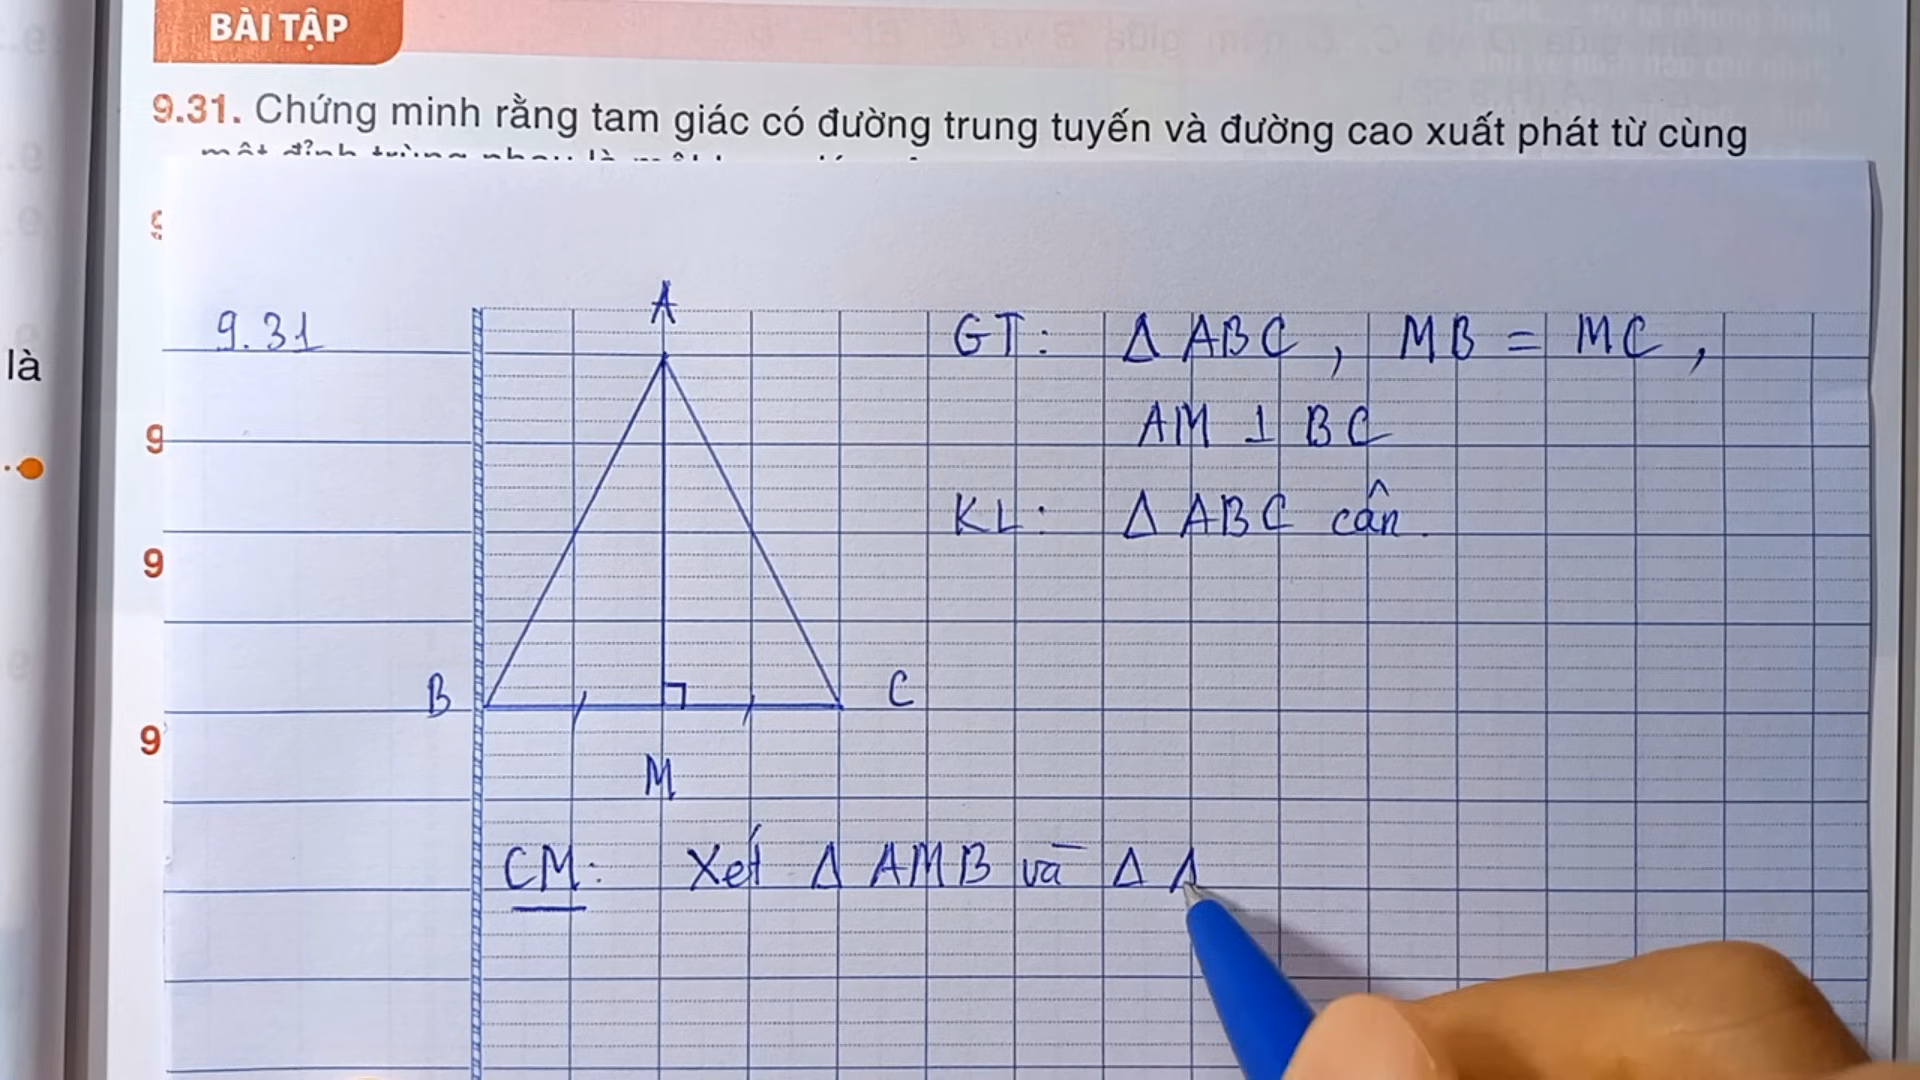 BÀI TẬP
9.31. Chứng minh rằng tam giác có đường trung tuyến và đường cao xuất phát từ cùng
là
9
9
9
9.31
A
GT: Δ ABC, MB = MC,
AM ⊥ BC
KL: Δ ABC cân.
B
C
M
CM: Xét Δ AMB và Δ A